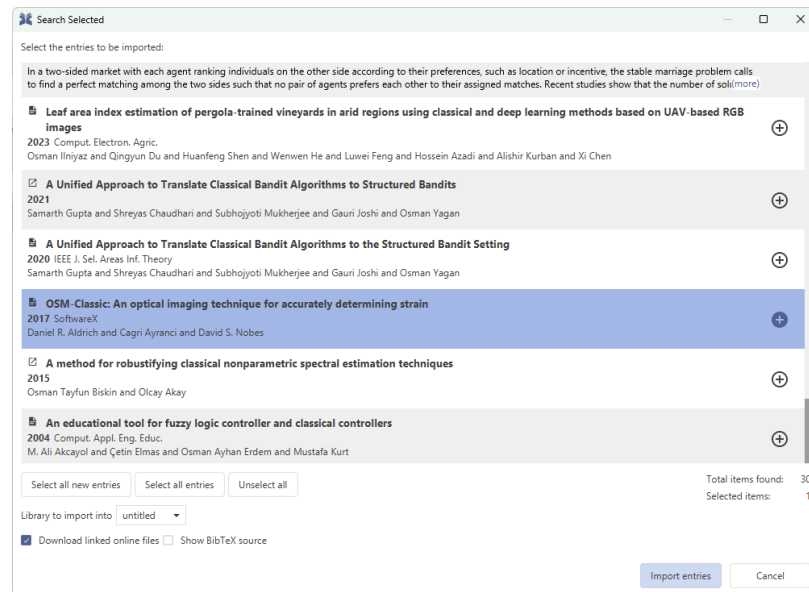 Search Selected
Select the entries to be imported:
In a two-sided market with each agent ranking individuals on the other side according to their preferences, such as location or incentive, the stable marriage problem calls
to find a perfect matching among the two sides such that no pair of agents prefers each other to their assigned matches. Recent studies show that the number of (more)
Leaf area index estimation of pergola-trained vineyards in arid regions using classical and deep learning methods based on UAV-based RGB
images
2023 Comput. Electron. Agric.
Osman Ilniyaz and Qingyun Du and Huanfeng Shen and Wenwen He and Luwei Feng and Hossein Azadi and Alishir Kurban and Xi Chen
A Unified Approach to Translate Classical Bandit Algorithms to Structured Bandits
2021
Samarth Gupta and Shreyas Chaudhari and Subhojyoti Mukherjee and Gauri Joshi and Osman Yagan
A Unified Approach to Translate Classical Bandit Algorithms to the Structured Bandit Setting
2020 IEEE J. Sel. Areas Inf. Theory
Samarth Gupta and Shreyas Chaudhari and Subhojyoti Mukherjee and Gauri Joshi and Osman Yagan
OSM-Classic: An optical imaging technique for accurately determining strain
2017 SoftwareX
Daniel R. Aldrich and Cagri Ayranci and David S. Nobes
A method for robustifying classical nonparametric spectral estimation techniques
2015
Osman Tayfun Biskin and Olcay Akay
An educational tool for fuzzy logic controller and classical controllers
2004 Comput. Appl. Eng. Educ.
M. Ali Akcayol and Çetin Elmas and Osman Ayhan Erdem and Mustafa Kurt
Select all new entries Select all entries Unselect all
Total items found: 30
Selected items: 1
Library to import into untitled
Download linked online files Show BibTeX source
Import entries Cancel